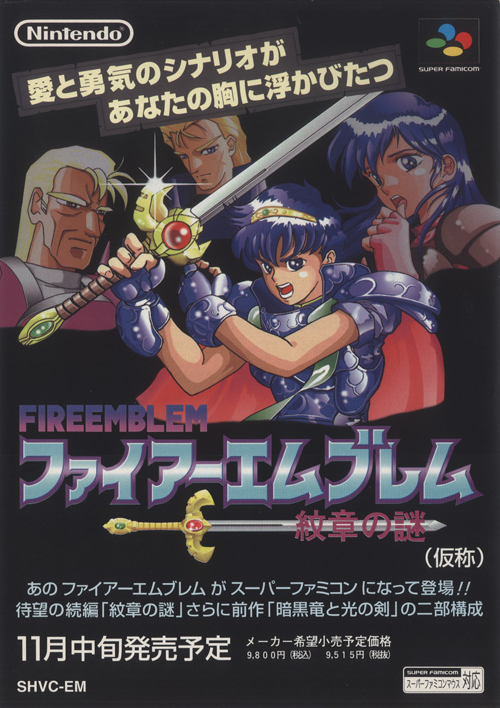 Nintendo
SUPER FAMICOM
愛と勇気のシナリオが
あなたの胸に浮かびたつ
FIREEMBLEM
ファイアーエムブレム
紋章の謎
(仮称)
あの ファイアーエムブレム が スーパーファミコン になって登場!!
待望の続編「紋章の謎」さらに前作「暗黒竜と光の剣」の二部構成
11月中旬発売予定
メーカー希望小売予定価格
9,800円(税込) 9,515円(税抜)
SHVC-EM
SUPER FAMICOM
スーパーファミコンマウス 対応